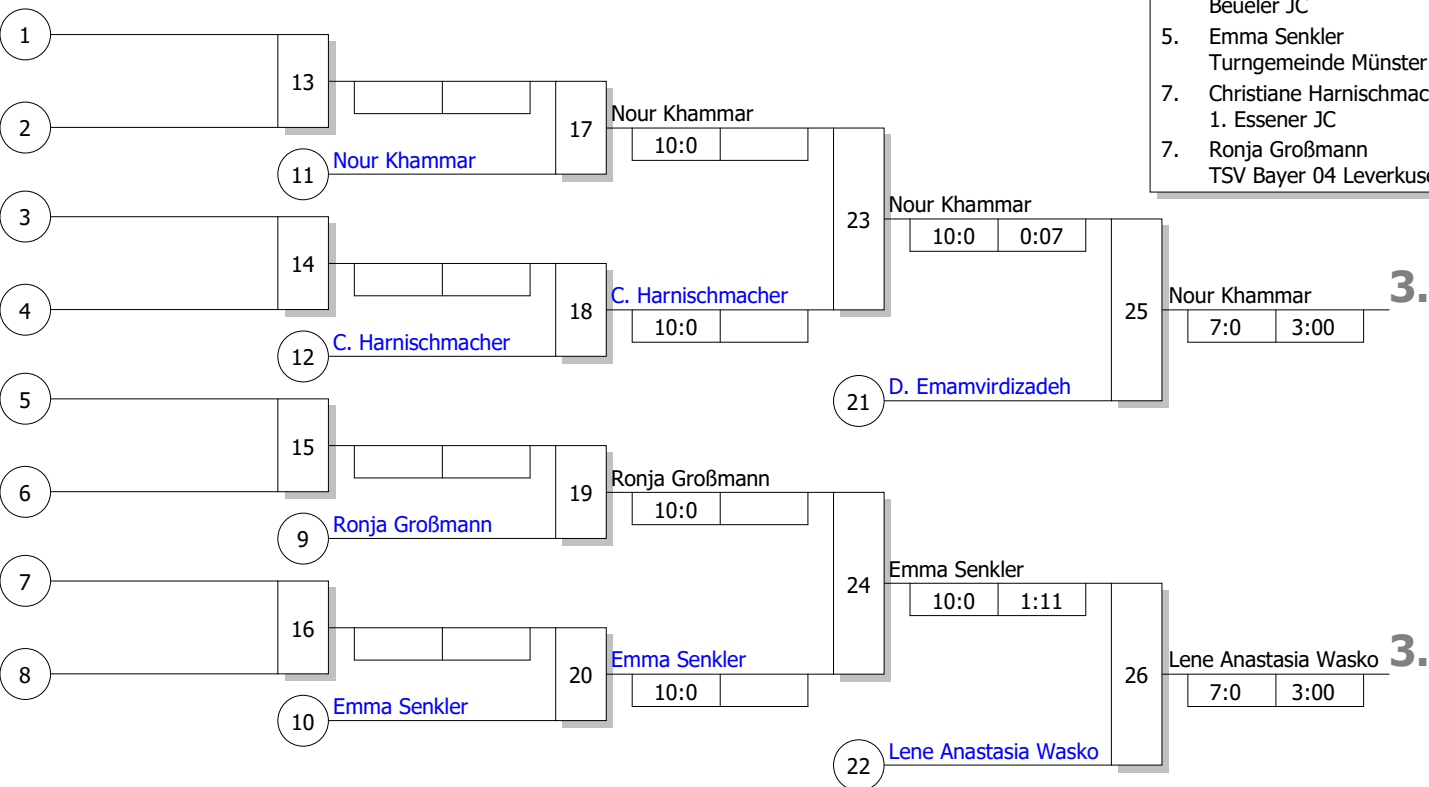 Beueler JC
5. Emma Senkler
Turngemeinde Münster
7. Christiane Harnischmac
1. Essener JC
7. Ronja Großmann
TSV Bayer 04 Leverkuse
1
13
2
17
Nour Khammar
10:0
11
Nour Khammar
3
23
Nour Khammar
10:0 0:07
14
4
18
C. Harnischmacher
10:0
12
C. Harnischmacher
25
Nour Khammar
3.
7:0 3:00
5
21
D. Emamvirdizadeh
15
6
19
Ronja Großmann
10:0
9
Ronja Großmann
7
24
Emma Senkler
10:0 1:11
16
8
20
Emma Senkler
10:0
10
Emma Senkler
26
Lene Anastasia Wasko
3.
7:0 3:00
22
Lene Anastasia Wasko